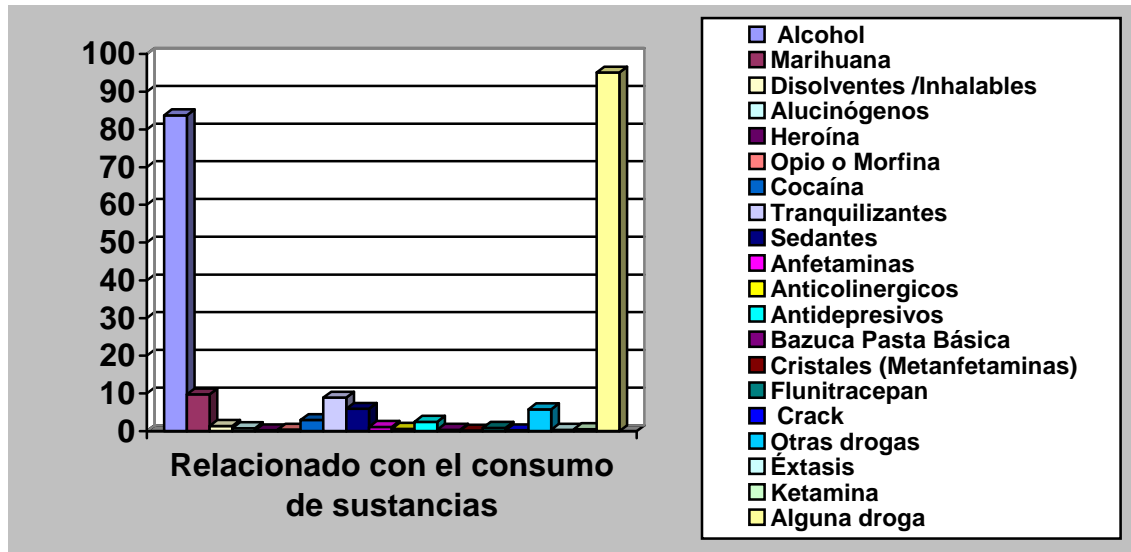 100
90
80
70
60
50
40
30
20
10
0
Relacionado con el consumo
de sustancias
Alcohol
Marihuana
Disolventes /Inhalables
Alucinógenos
Heroína
Opio o Morfina
Cocaína
Tranquilizantes
Sedantes
Anfetaminas
Anticolinergicos
Antidepresivos
Bazuca Pasta Básica
Cristales (Metanfetaminas)
Flunitracepan
Crack
Otras drogas
Éxtasis
Ketamina
Alguna droga